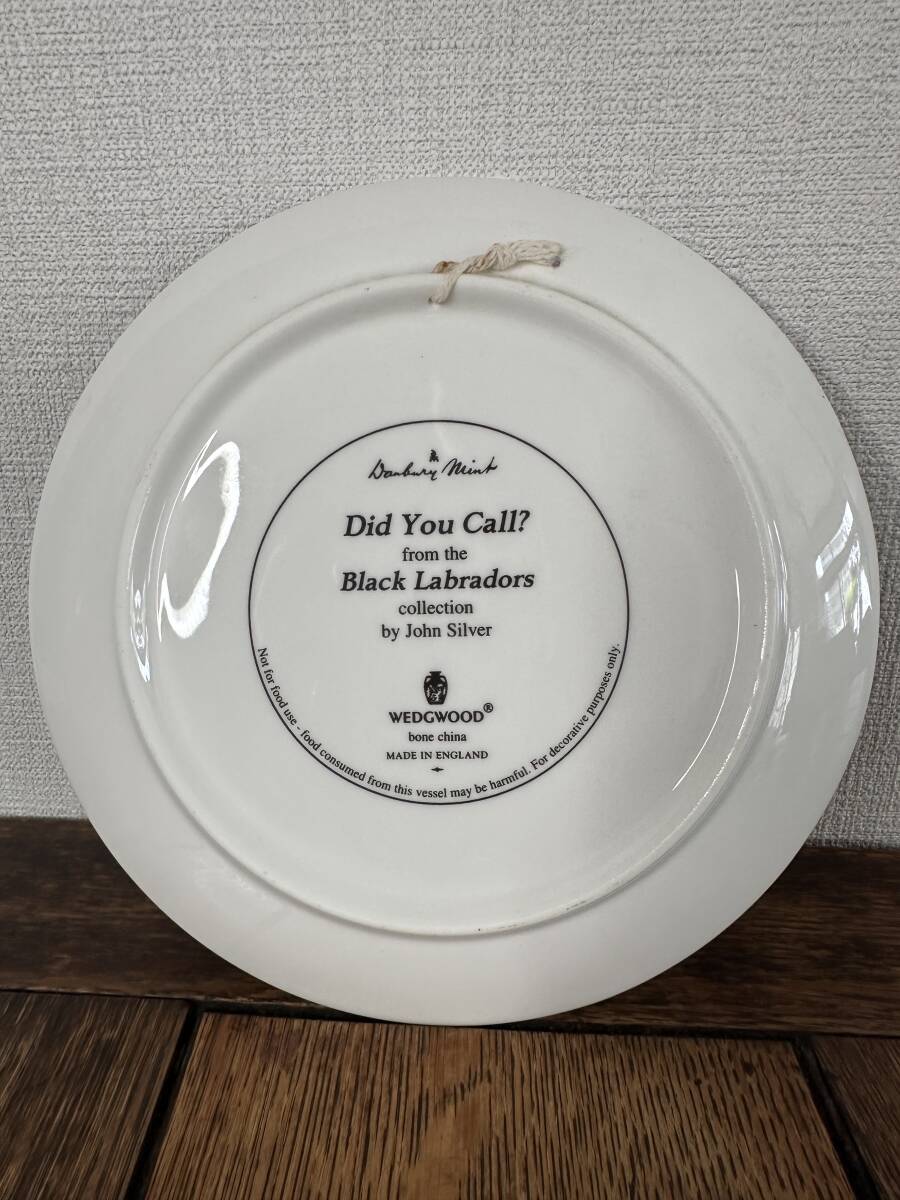 Danbury Mint
Did You Call?
from the
Black Labradors
collection
by John Silver
WEDGWOOD®
bone china
MADE IN ENGLAND
Not for food use - food consumed from this vessel may be harmful. For decorative purposes only.